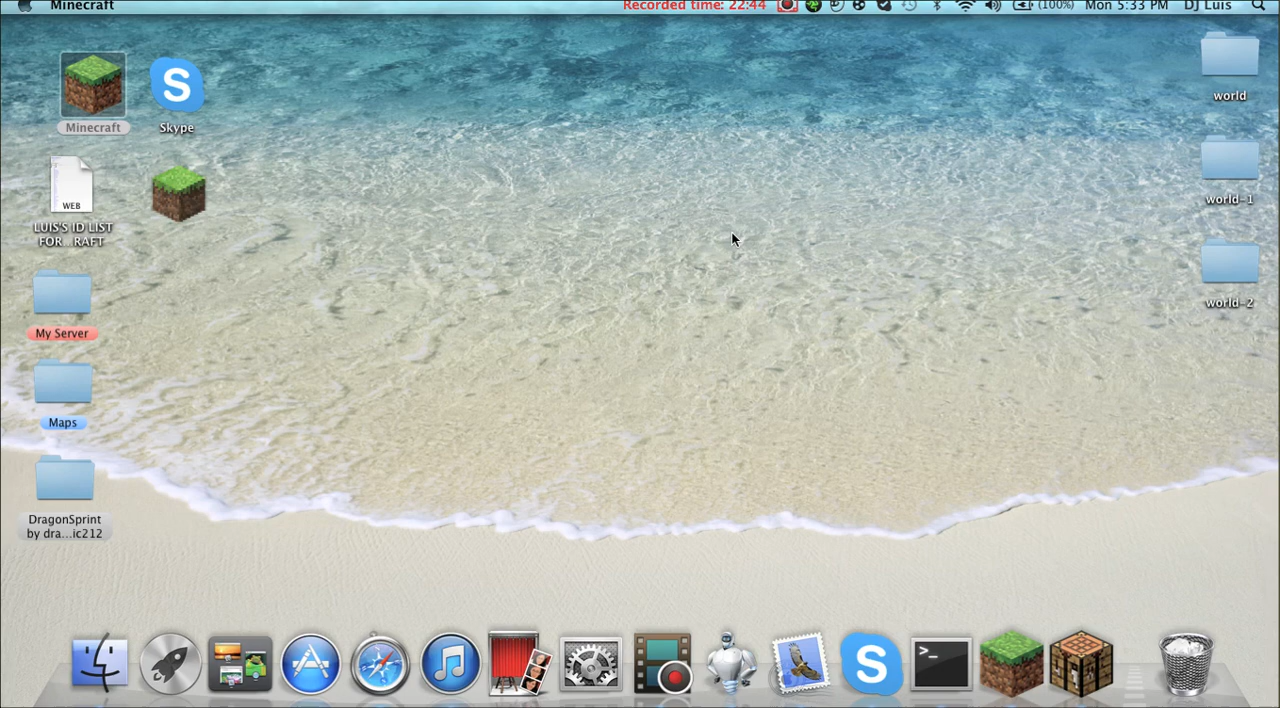 Minecraft Recorded time: 22:44 (100%) Mon 5:33 PM DJ Luis
Minecraft
Skype
WEB
LUIS'S ID LIST
FOR...RAFT
My Server
Maps
DragonSprint
by dra...ic212
world
world-1
world-2
S
S
>_